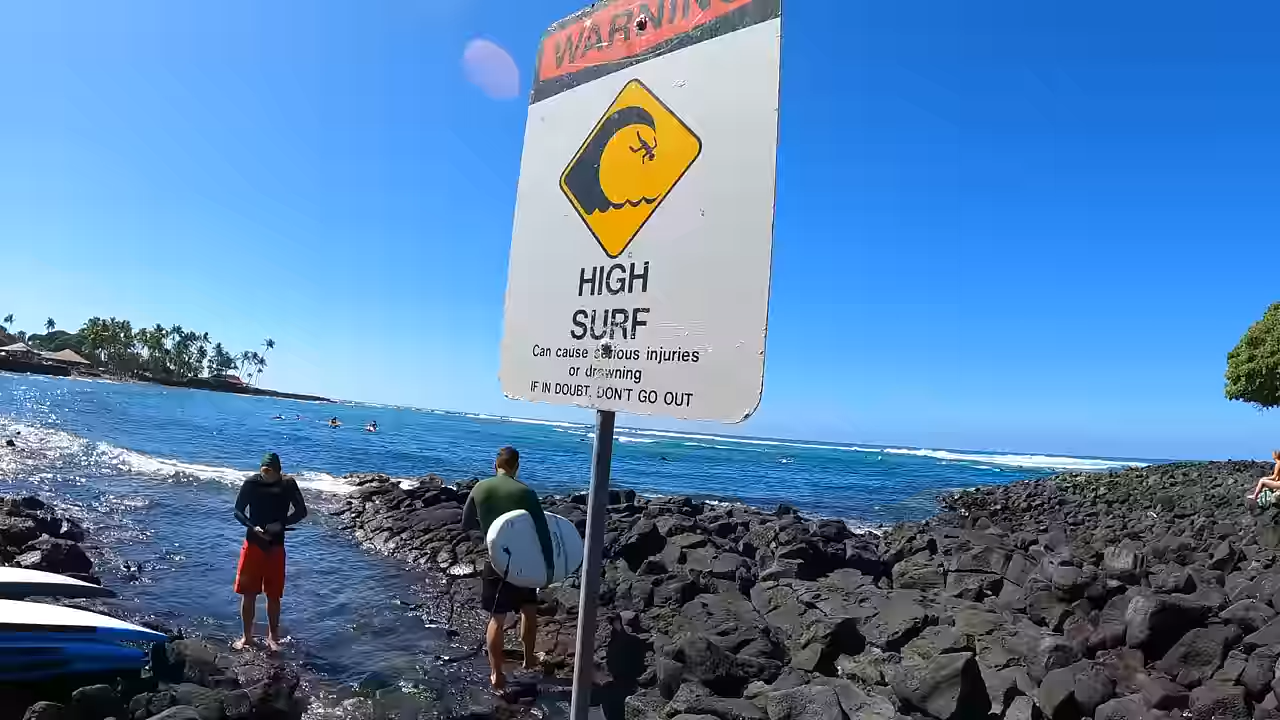 WARNING
HIGH
SURF
Can cause serious injuries
or drowning
IF IN DOUBT, DON'T GO OUT